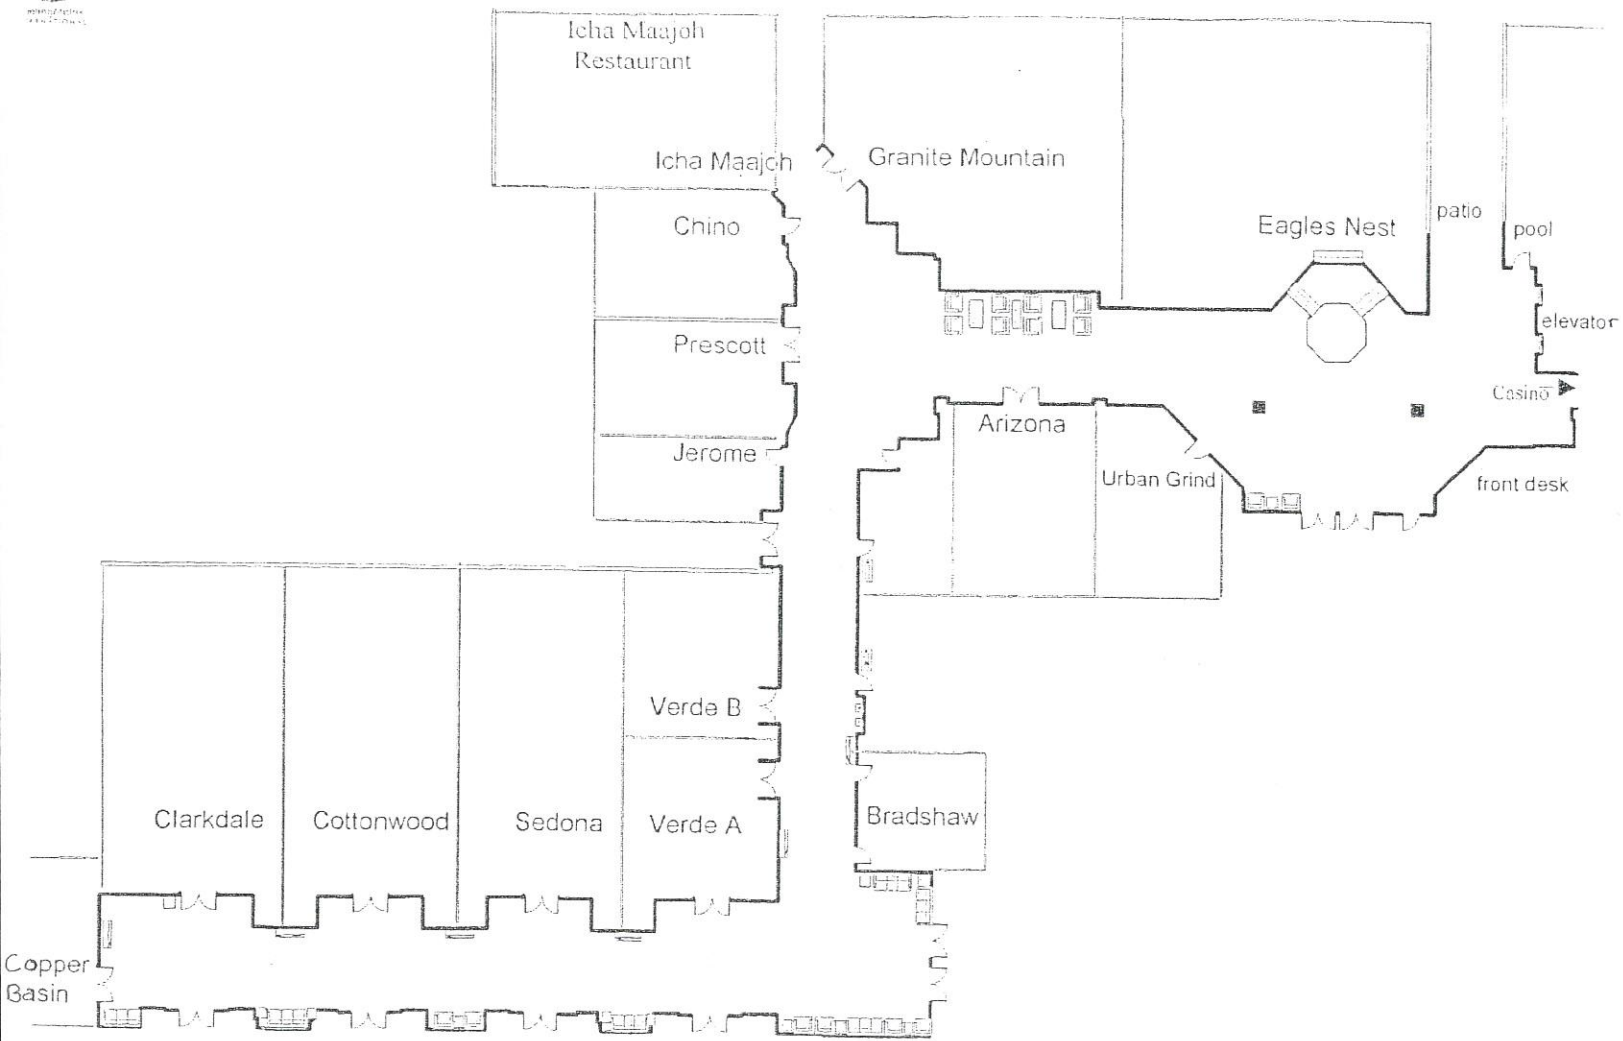 Icha Maajoh
Restaurant
Icha Maajoh
Granite Mountain
Chino
Eagles Nest
patio
pool
Prescott
elevator
Casino
Arizona
Jerome
Urban Grind
front desk
Verde B
Clarkdale
Cottonwood
Sedona
Verde A
Bradshaw
Copper
Basin